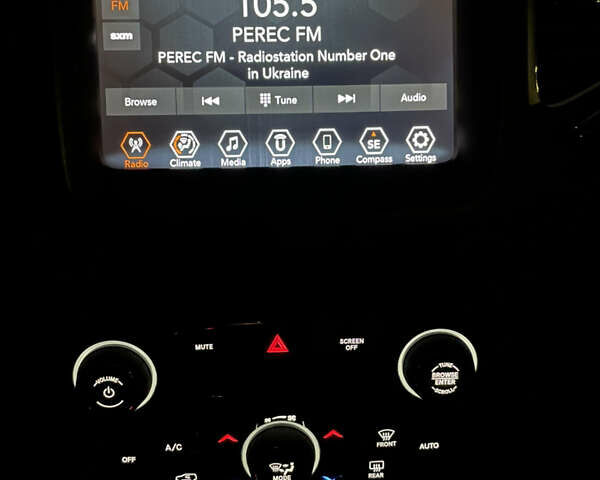 FM
105.5
sxm
PEREC FM
PEREC FM - Radiostation Number One
in Ukraine
Browse
Tune
Audio
SE
Radio
Climate
Media
Apps
Phone
Compass
Settings
MUTE
SCREEN
OFF
VOLUME
TUNE
BROWSE
ENTER
SCROLL
OFF
A/C
MODE
FRONT
REAR
AUTO